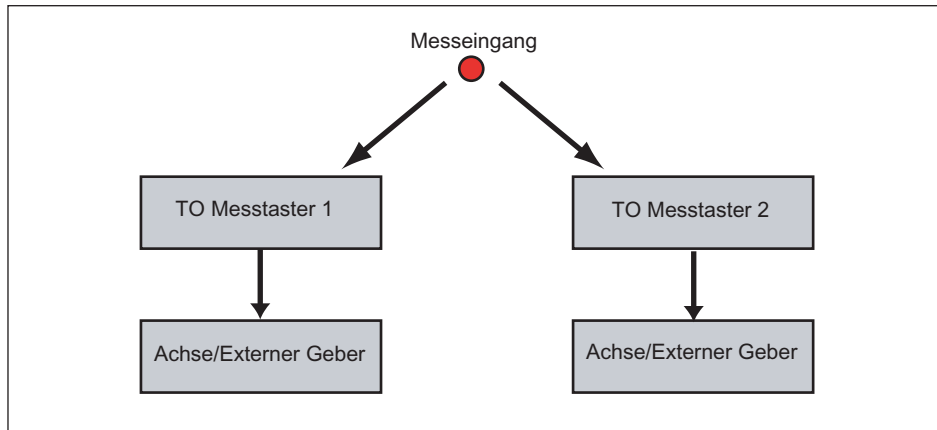 Messeingang
TO Messtaster 1
TO Messtaster 2
Achse/Externer Geber
Achse/Externer Geber